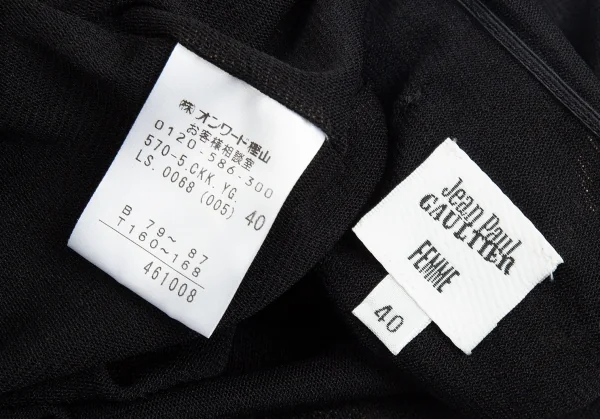 ㈱オンワード樫山
お客様相談室
0120-586-300
570-5.CKK.YG.
LS. 0068 (005) 40
B 79~ 87
T160~168
461008
Jean Paul
GAULTIER
FEMME
40